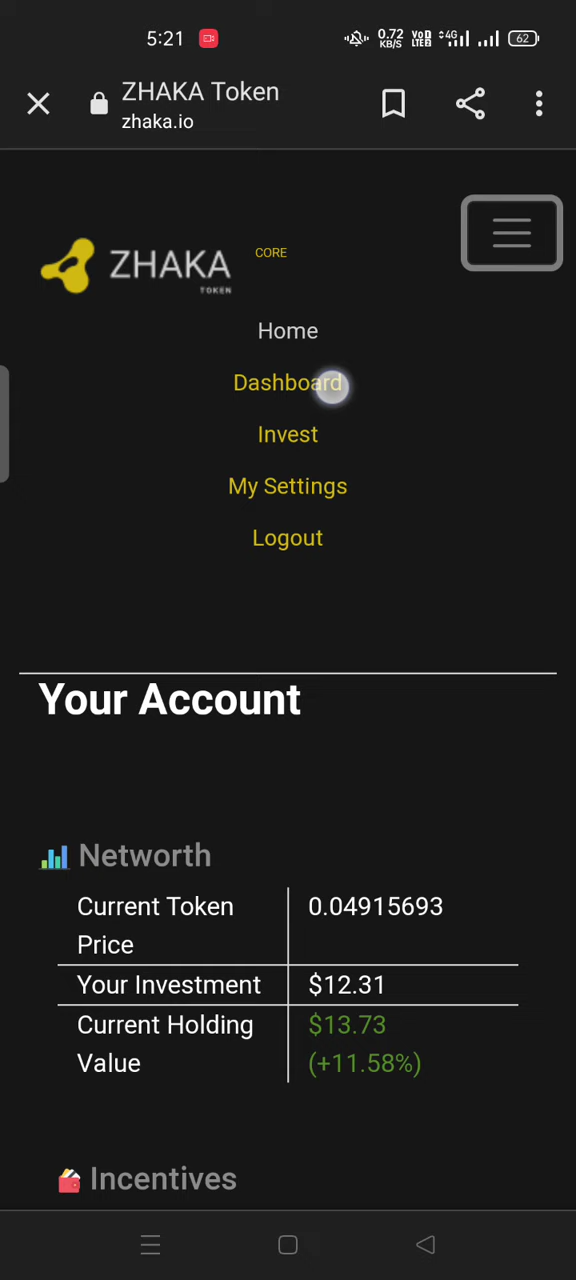 5:21
0.72 KB/S
VoD LTE2
4G
62
ZHAKA Token
zhaka.io
ZHAKA
TOKEN
CORE
Home
Dashboard
Invest
My Settings
Logout
Your Account
Networth
Current Token 0.04915693
Price
Your Investment $12.31
Current Holding $13.73
Value (+11.58%)
Incentives